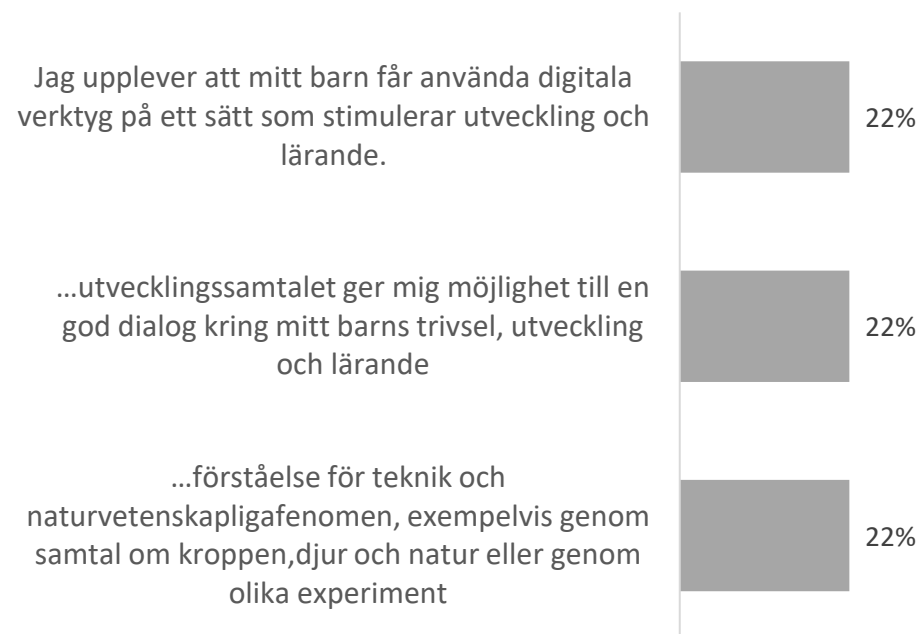 Jag upplever att mitt barn får använda digitala
verktyg på ett sätt som stimulerar utveckling och
lärande.
22%
...utvecklingssamtalet ger mig möjlighet till en
god dialog kring mitt barns trivsel, utveckling
och lärande
22%
...förståelse för teknik och
naturvetenskapligafenomen, exempelvis genom
samtal om kroppen,djur och natur eller genom
olika experiment
22%